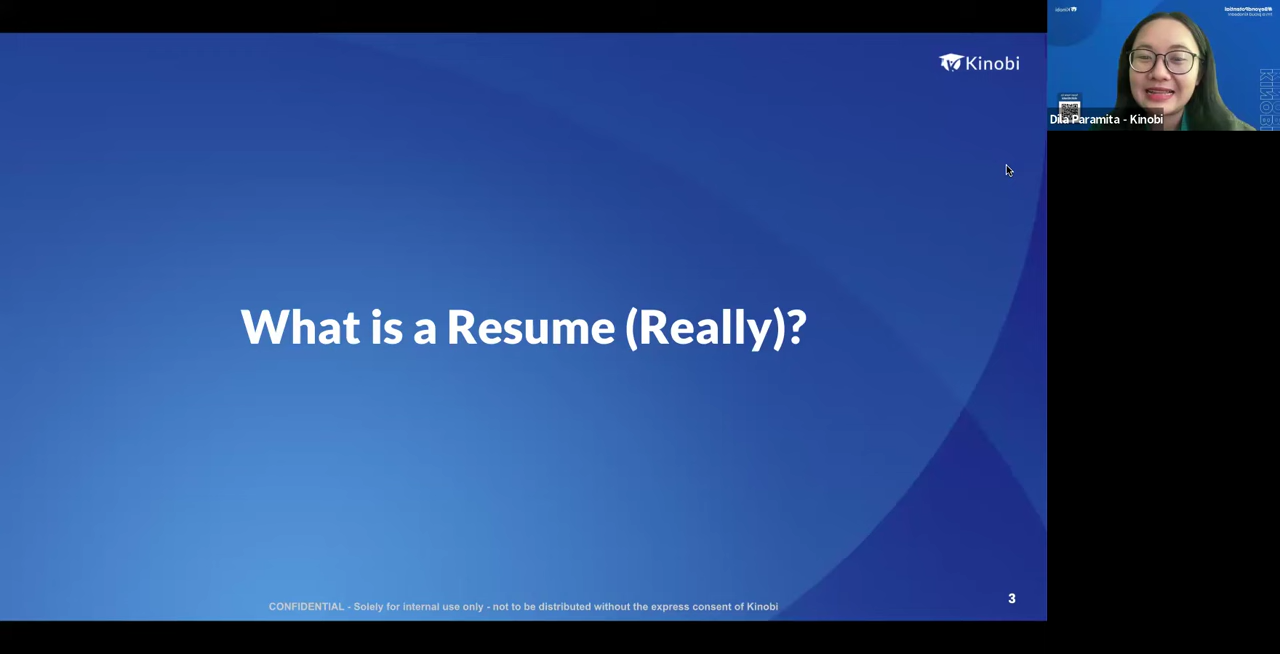 Kinobi
What is a Resume (Really)?
CONFIDENTIAL - Solely for internal use only - not to be distributed without the express consent of Kinobi
3
Dila Paramita - Kinobi